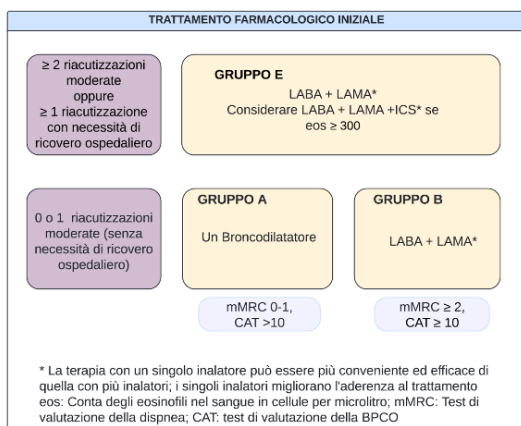 TRATTAMENTO FARMACOLOGICO INIZIALE
≥ 2 riacutizzazioni
moderate
oppure
≥ 1 riacutizzazione
con necessità di
ricovero ospedaliero
GRUPPO E
LABA + LAMA*
Considerare LABA + LAMA +ICS* se
eos ≥ 300
0 o 1 riacutizzazioni
moderate (senza
necessità di ricovero
ospedaliero)
GRUPPO A
Un Broncodilatatore
GRUPPO B
LABA + LAMA*
mMRC 0-1,
CAT >10
mMRC ≥ 2,
CAT ≥ 10
* La terapia con un singolo inalatore può essere più conveniente ed efficace di
quella con più inalatori; i singoli inalatori migliorano l'aderenza al trattamento
eos: Conta degli eosinofili nel sangue in cellule per microlitro; mMRC: Test di
valutazione della dispnea; CAT: test di valutazione della BPCO